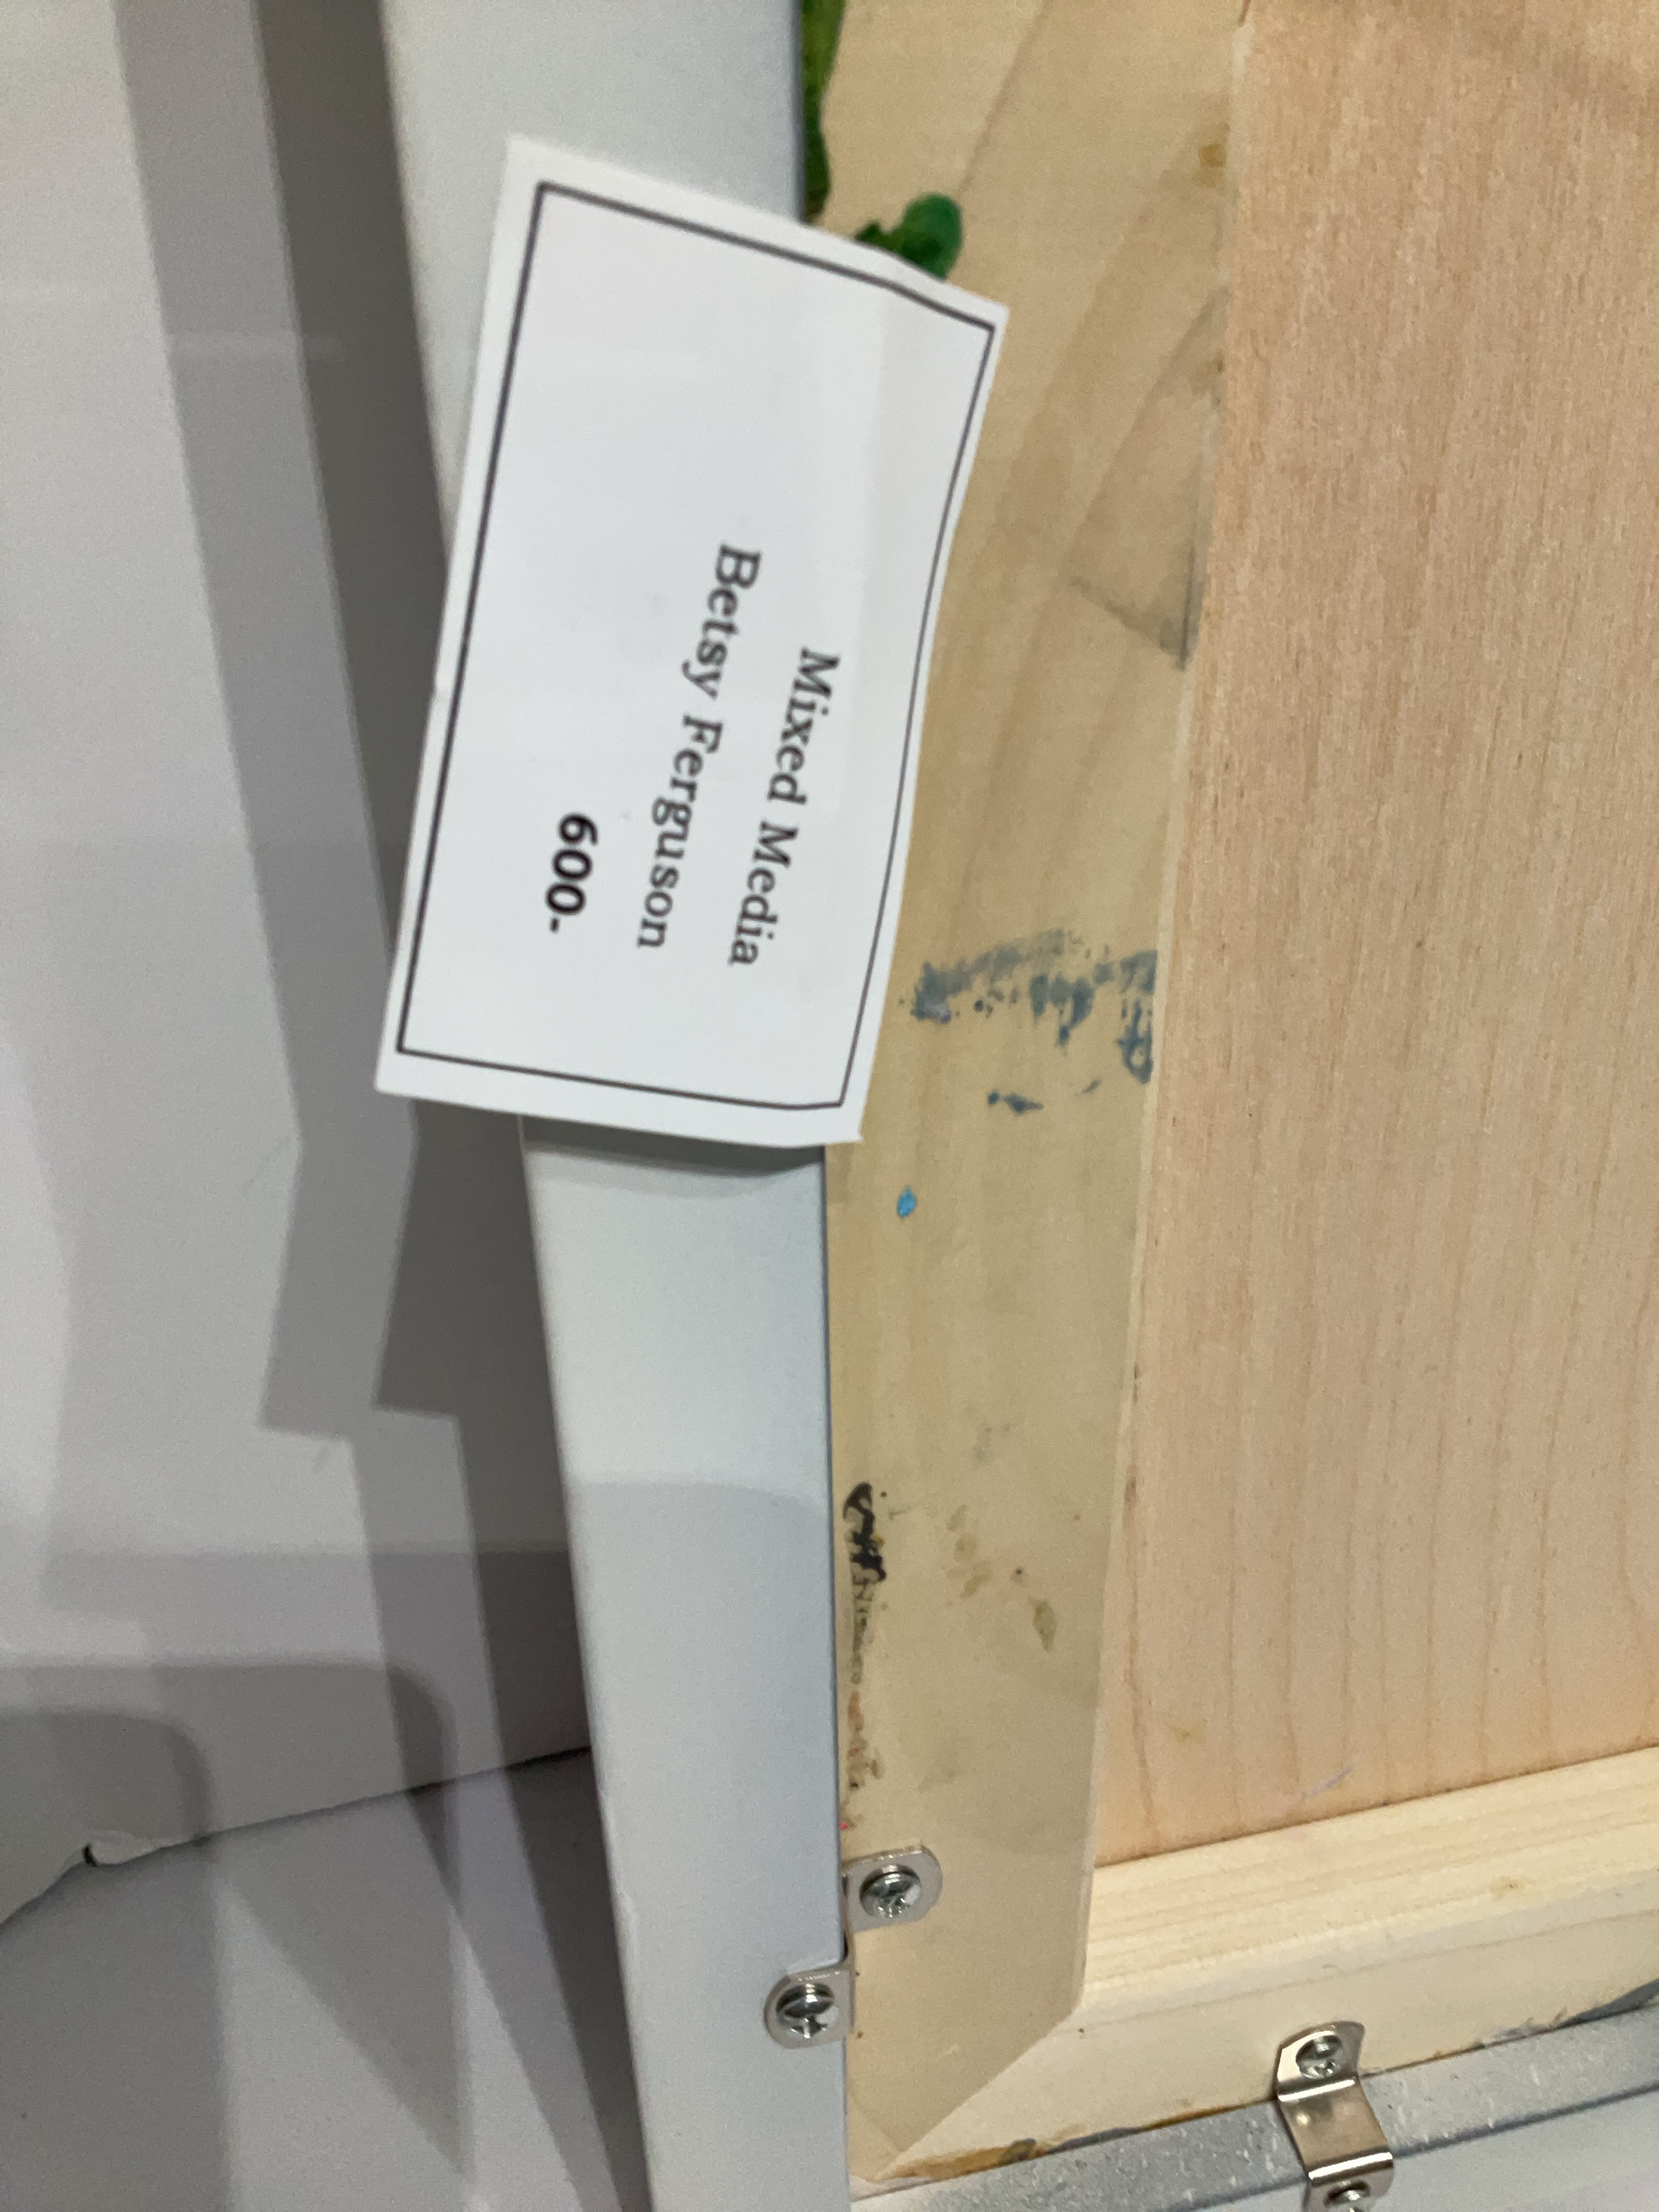 Mixed Media
Betsy Ferguson
600-